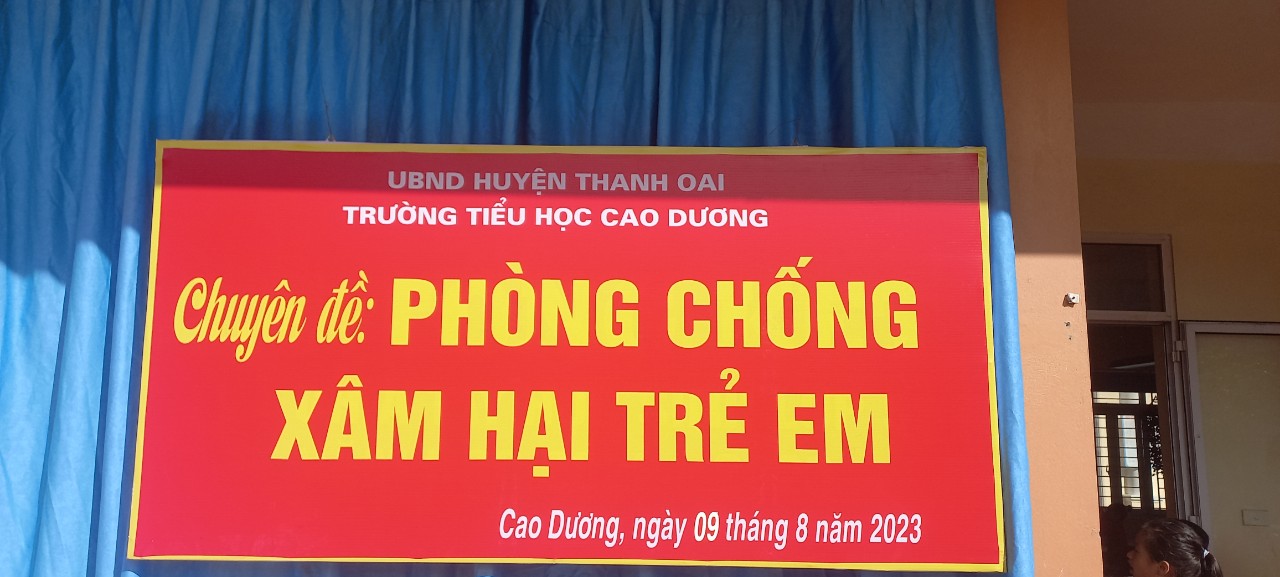 UBND HUYỆN THANH OAI
TRƯỜNG TIỂU HỌC CAO DƯƠNG
Chuyên đề: PHÒNG CHỐNG
XÂM HẠI TRẺ EM
Cao Dương, ngày 09 tháng 8 năm 2023